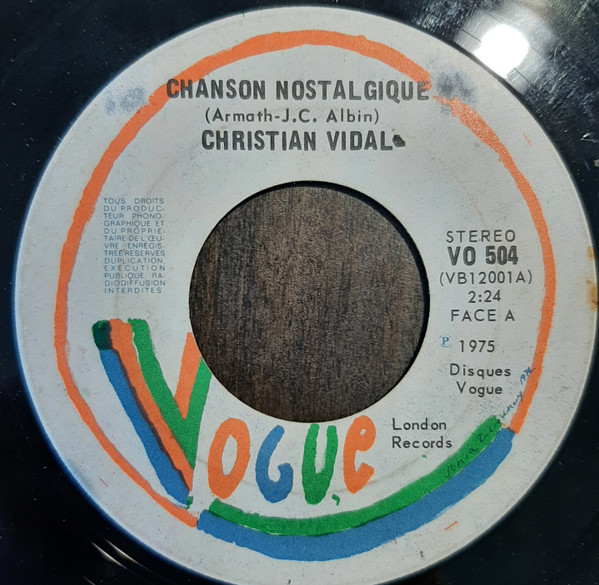 CHANSON NOSTALGIQUE
(Armath-J.C. Albin)
CHRISTIAN VIDAL
TOUS DROITS
DU PRODUC-
TEUR PHONO-
GRAPHIQUE ET
DU PROPRIE-
TAIRE DE L'ŒU-
VRE ENREGIS-
TREE RESERVES
DUPLICATION,
EXECUTION
PUBLIQUE, RA-
DIODIFFUSION
INTERDITES.
STEREO
VO 504
(VB12001A)
2:24
FACE A
℗ 1975
Disques
Vogue
London
Records
VOGUE